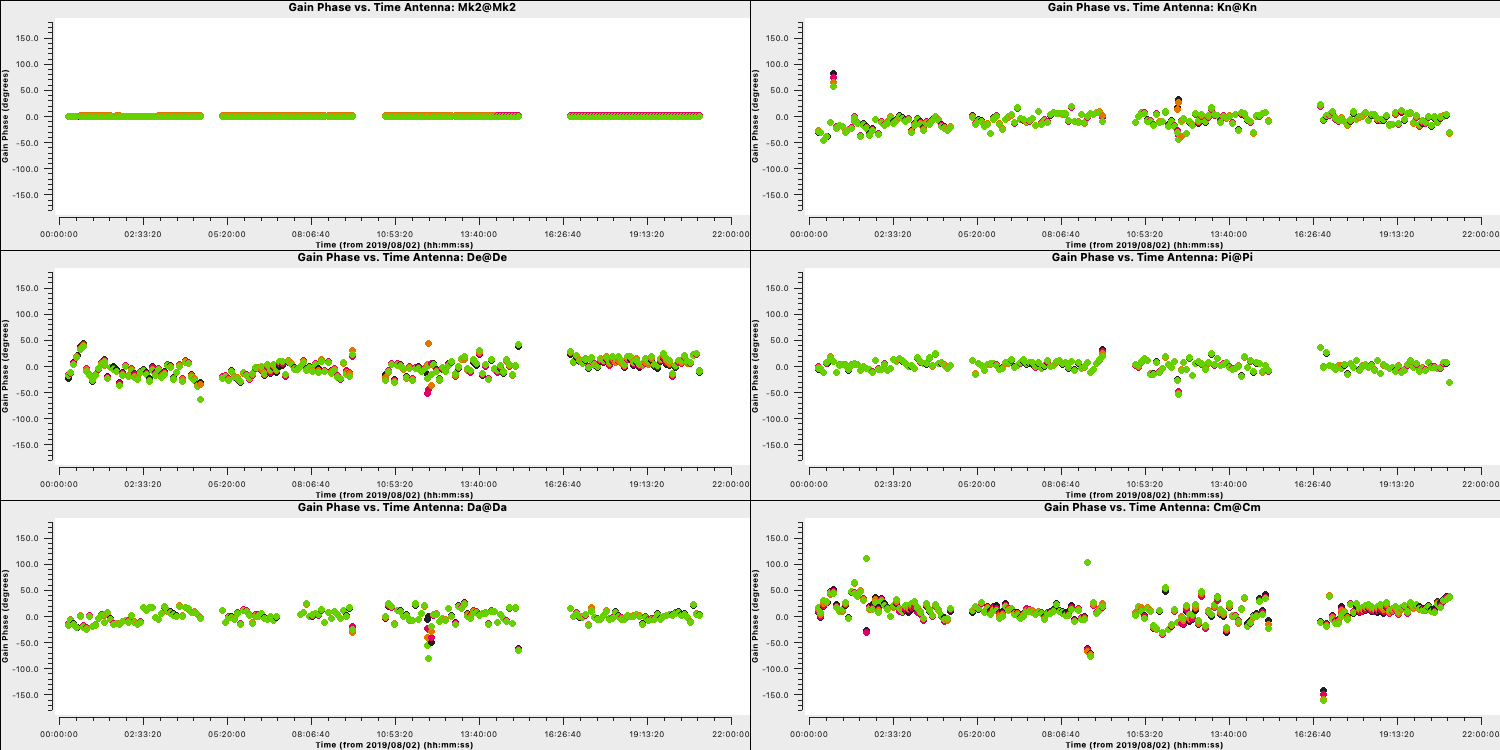 Gain Phase vs. Time Antenna: Mk2@Mk2
Gain Phase (degrees)
150.0
100.0
50.0
0.0
-50.0
-100.0
-150.0
00:00:00 02:33:20 05:20:00 08:06:40 10:53:20 13:40:00 16:26:40 19:13:20 22:00:00
Time (from 2019/08/02) (hh:mm:ss)
Gain Phase vs. Time Antenna: Kn@Kn
Gain Phase (degrees)
150.0
100.0
50.0
0.0
-50.0
-100.0
-150.0
00:00:00 02:33:20 05:20:00 08:06:40 10:53:20 13:40:00 16:26:40 19:13:20 22:00:00
Time (from 2019/08/02) (hh:mm:ss)
Gain Phase vs. Time Antenna: De@De
Gain Phase (degrees)
150.0
100.0
50.0
0.0
-50.0
-100.0
-150.0
00:00:00 02:33:20 05:20:00 08:06:40 10:53:20 13:40:00 16:26:40 19:13:20 22:00:00
Time (from 2019/08/02) (hh:mm:ss)
Gain Phase vs. Time Antenna: Pi@Pi
Gain Phase (degrees)
150.0
100.0
50.0
0.0
-50.0
-100.0
-150.0
00:00:00 02:33:20 05:20:00 08:06:40 10:53:20 13:40:00 16:26:40 19:13:20 22:00:00
Time (from 2019/08/02) (hh:mm:ss)
Gain Phase vs. Time Antenna: Da@Da
Gain Phase (degrees)
150.0
100.0
50.0
0.0
-50.0
-100.0
-150.0
00:00:00 02:33:20 05:20:00 08:06:40 10:53:20 13:40:00 16:26:40 19:13:20 22:00:00
Time (from 2019/08/02) (hh:mm:ss)
Gain Phase vs. Time Antenna: Cm@Cm
Gain Phase (degrees)
150.0
100.0
50.0
0.0
-50.0
-100.0
-150.0
00:00:00 02:33:20 05:20:00 08:06:40 10:53:20 13:40:00 16:26:40 19:13:20 22:00:00
Time (from 2019/08/02) (hh:mm:ss)